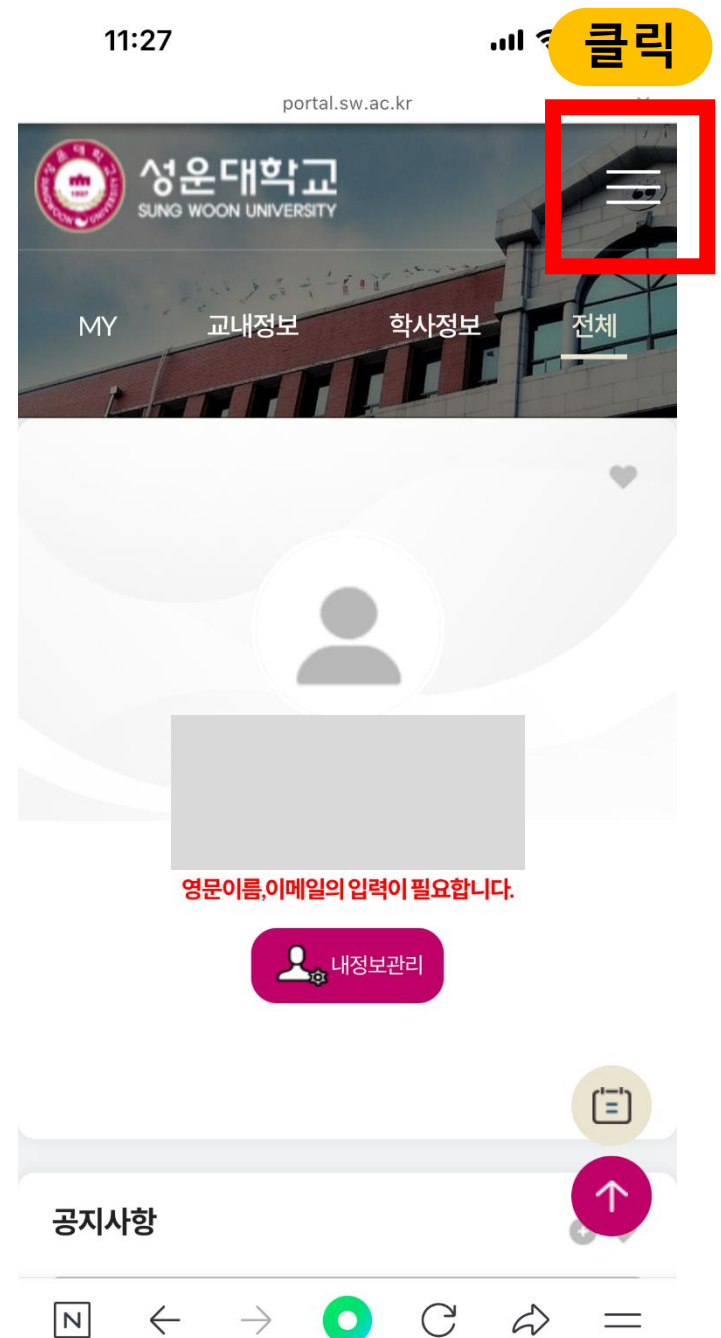 11:27
클릭
portal.sw.ac.kr
성운대학교
SUNG WOON UNIVERSITY
MY
교내정보
학사정보
전체
영문이름,이메일의 입력이 필요합니다.
내정보관리
공지사항
N